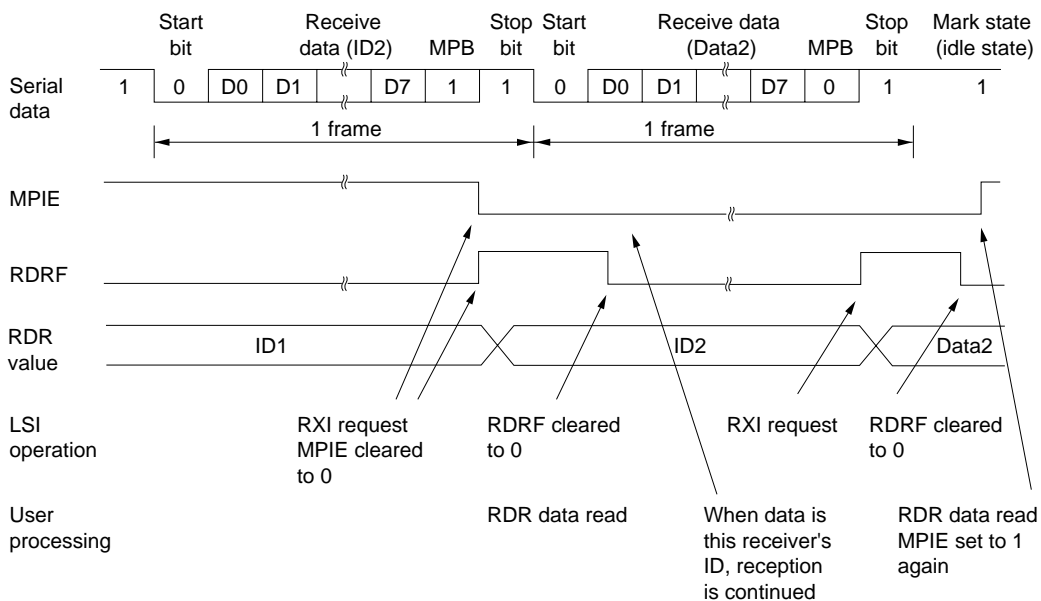 Start Receive Stop Start Receive data Stop Mark state
bit data (ID2) MPB bit bit (Data2) MPB bit (idle state)
Serial data 1 0 D0 D1 D7 1 1 0 D0 D1 D7 0 1 1
1 frame 1 frame
MPIE
RDRF
RDR value ID1 ID2 Data2
LSI RXI request RDRF cleared RXI request RDRF cleared
operation MPIE cleared to 0 to 0
to 0
User RDR data read When data is RDR data read
processing this receiver's MPIE set to 1
ID, reception again
is continued